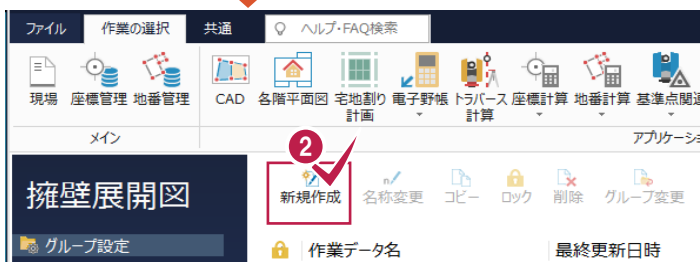 ファイル 作業の選択 共通 ヘルプ・FAQ検索
現場 座標管理 地番管理 CAD 各階平面図 宅地割り計画 電子野帳 トラバース計算 座標計算 地番計算 基準点関連
メイン アプリケーショ
2
擁壁展開図 新規作成 名称変更 コピー ロック 削除 グループ変更
グループ設定 作業データ名 最終更新日時